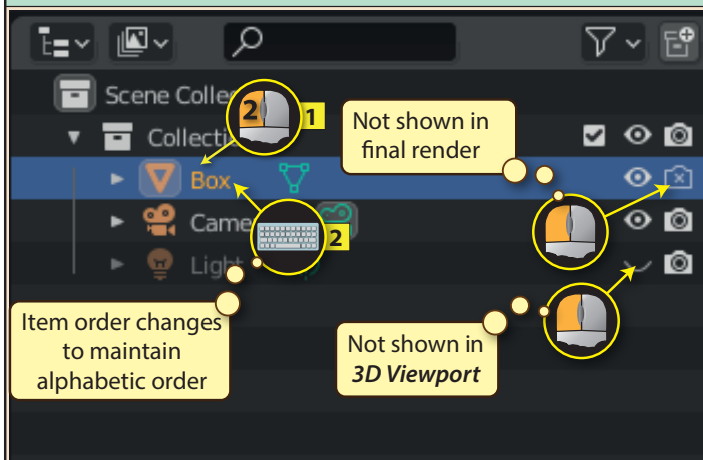 Scene Colle
2
1
Not shown in
final render
Collecti
Box
Came
2
Light
Item order changes
to maintain
alphabetic order
Not shown in
3D Viewport